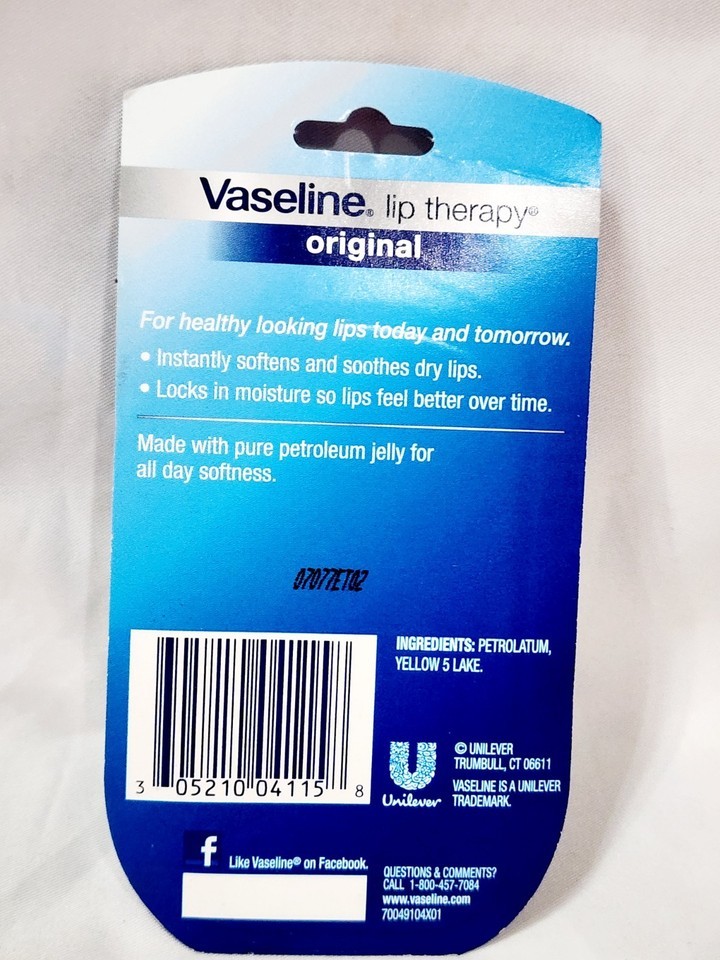 Vaseline® lip therapy®
original
For healthy looking lips today and tomorrow.
• Instantly softens and soothes dry lips.
• Locks in moisture so lips feel better over time.
Made with pure petroleum jelly for
all day softness.
07077ET02
INGREDIENTS: PETROLATUM,
YELLOW 5 LAKE.
3 05210 04115 8
Unilever
© UNILEVER
TRUMBULL, CT 06611
VASELINE IS A UNILEVER
TRADEMARK.
f Like Vaseline® on Facebook.
QUESTIONS & COMMENTS?
CALL 1-800-457-7084
www.vaseline.com
70049104X01